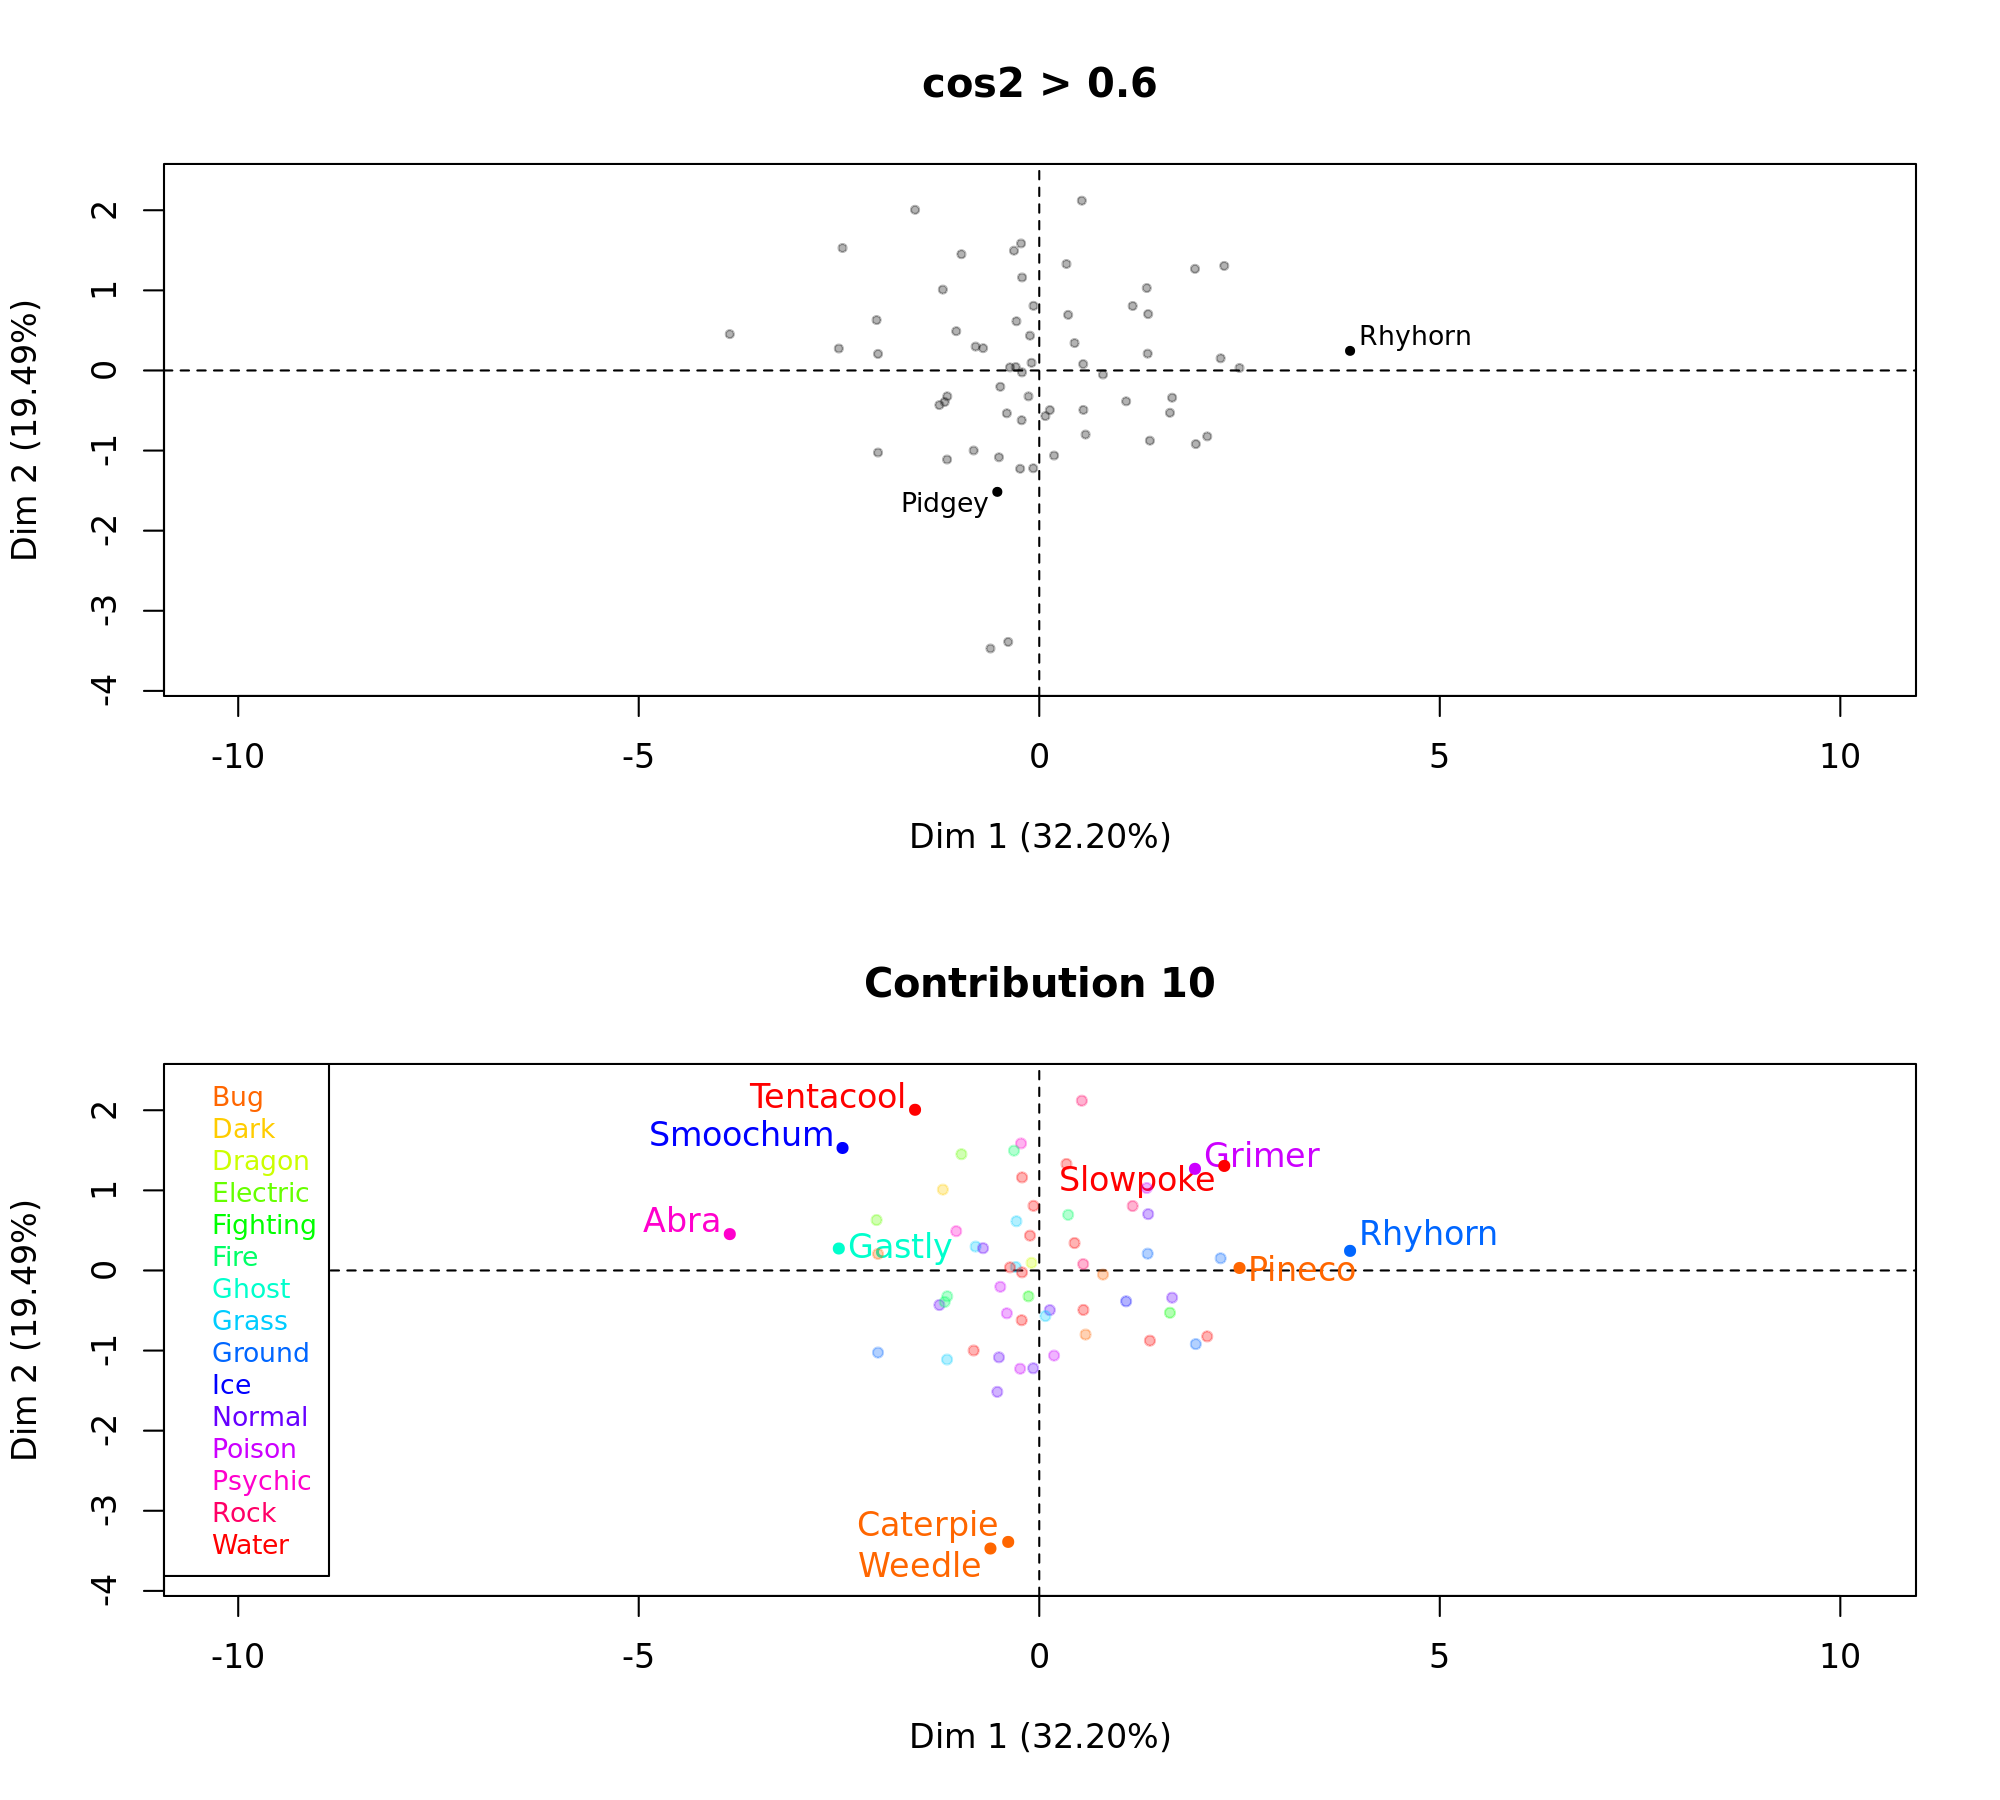 cos2 > 0.6
Dim 2 (19.49%)
2
1
0
-1
-2
-3
-4
Rhyhorn
Pidgey
-10 -5 0 5 10
Dim 1 (32.20%)
Contribution 10
Dim 2 (19.49%)
2
1
0
-1
-2
-3
-4
Bug
Dark
Dragon
Electric
Fighting
Fire
Ghost
Grass
Ground
Ice
Normal
Poison
Psychic
Rock
Water
Tentacool
Smoochum
Grimer
Slowpoke
Abra
Rhyhorn
Gastly
Pineco
Caterpie
Weedle
-10 -5 0 5 10
Dim 1 (32.20%)